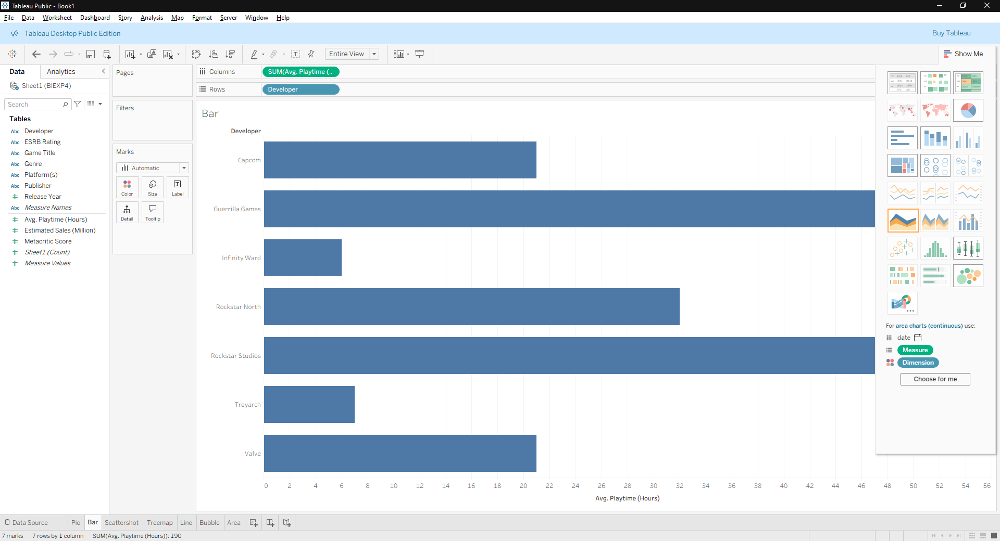 Tableau Public - Book1
File Data Worksheet Dashboard Story Analysis Map Format Server Window Help
Tableau Desktop Public Edition
Buy Tableau
Entire View
Show Me
Data Analytics
Sheet1 (BIEXP4)
Search
Tables
Abc Developer
Abc ESRB Rating
Abc Game Title
Abc Genre
Abc Platform(s)
Abc Publisher
# Release Year
Abc Measure Names
# Avg. Playtime (Hours)
# Estimated Sales (Million)
# Metacritic Score
# Sheet1 (Count)
# Measure Values
Pages
Filters
Marks
Automatic
Color Size Label
Detail Tooltip
Columns SUM(Avg. Playtime (..
Rows Developer
Bar
Developer
Capcom
Guerrilla Games
Infinity Ward
Rockstar North
Rockstar Studios
Treyarch
Valve
0 2 4 6 8 10 12 14 16 18 20 22 24 26 28 30 32 34 36 38 40 42 44 46 48 50 52 54 56
Avg. Playtime (Hours)
For area charts (continuous) use:
date
Measure
Dimension
Choose for me
Data Source Pie Bar Scattershot Treemap Line Bubble Area
7 marks 7 rows by 1 column SUM(Avg. Playtime (Hours)): 190